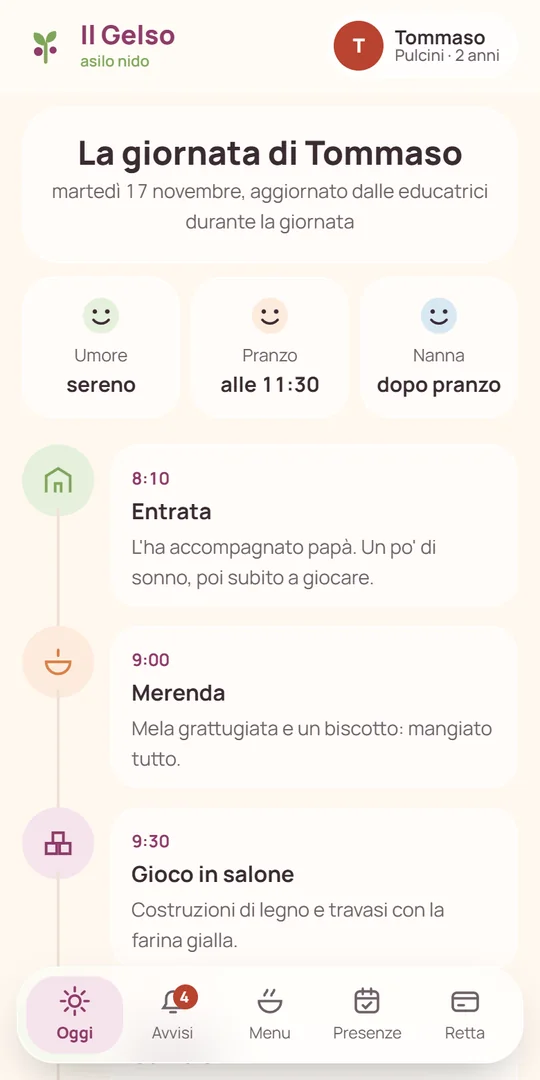 Il Gelso
asilo nido
T
Tommaso
Pulcini · 2 anni
La giornata di Tommaso
martedì 17 novembre, aggiornato dalle educatrici
durante la giornata
Umore
sereno
Pranzo
alle 11:30
Nanna
dopo pranzo
8:10
Entrata
L'ha accompagnato papà. Un po' di
sonno, poi subito a giocare.
9:00
Merenda
Mela grattugiata e un biscotto: mangiato
tutto.
9:30
Gioco in salone
Costruzioni di legno e travasi con la
farina gialla.
4
Oggi
Avvisi
Menu
Presenze
Retta